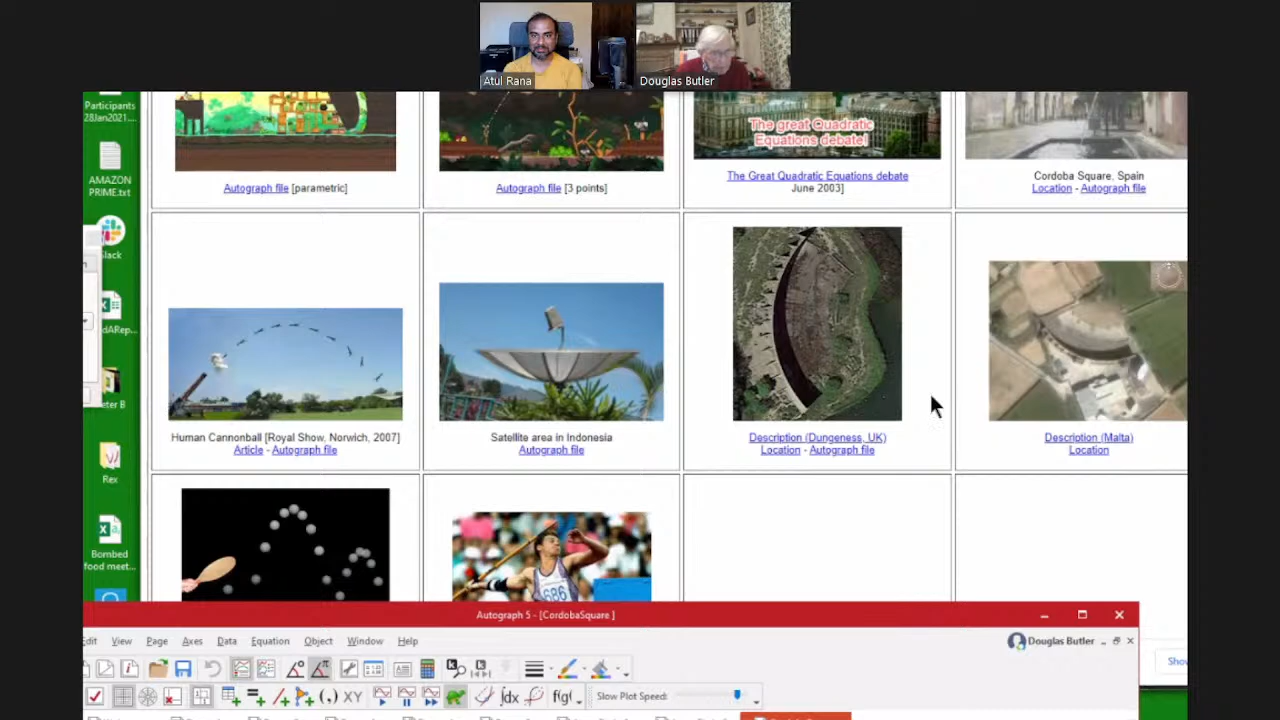 Atul Rana
Douglas Butler
Participants
28Jan2021....
AMAZON
PRIME.txt
The great Quadratic
Equations debate!
Autograph file [parametric]
Autograph file [3 points]
The Great Quadratic Equations debate
June 2003]
Cordoba Square, Spain
Location - Autograph file
Human Cannonball [Royal Show, Norwich, 2007]
Article - Autograph file
Satellite area in Indonesia
Autograph file
Description (Dungeness, UK)
Location - Autograph file
Description (Malta)
Location
Rex
Bombed
food meet...
686
Autograph 5 - [CordobaSquare ]
View Page Axes Data Equation Object Window Help
Douglas Butler
XY
∫dx
Slow Plot Speed: